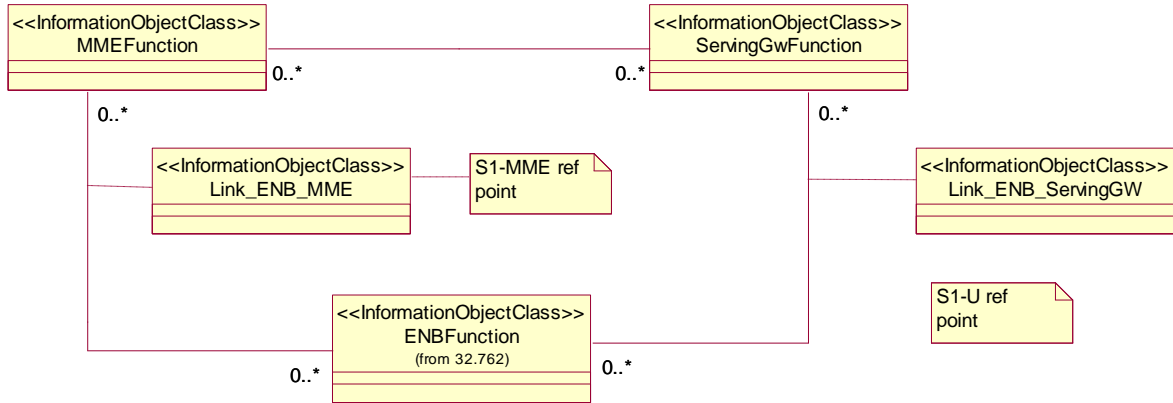 <<InformationObjectClass>>
MMEFunction
<<InformationObjectClass>>
ServingGwFunction
0..*
0..*
0..*
0..*
<<InformationObjectClass>>
Link_ENB_MME
S1-MME ref
point
<<InformationObjectClass>>
Link_ENB_ServingGW
S1-U ref
point
<<InformationObjectClass>>
ENBFunction
(from 32.762)
0..*
0..*